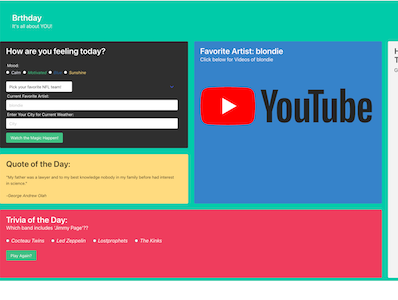 Brthday
It's all about YOU!
How are you feeling today?
Mood:
Calm Motivated Sunshine
Pick your favorite NFL team!
Current Favorite Artist:
blondie
Enter Your City for Current Weather:
Watch the Magic Happen!
Quote of the Day:
"My father was a lawyer and to my best knowledge nobody in my family before had interest
in science."
-George Andrew Olah
Trivia of the Day:
Which band includes 'Jimmy Page'??
Cocteau Twins Led Zeppelin Lostprophets The Kinks
Play Again?
Favorite Artist: blondie
Click below for Videos of blondie
YouTube